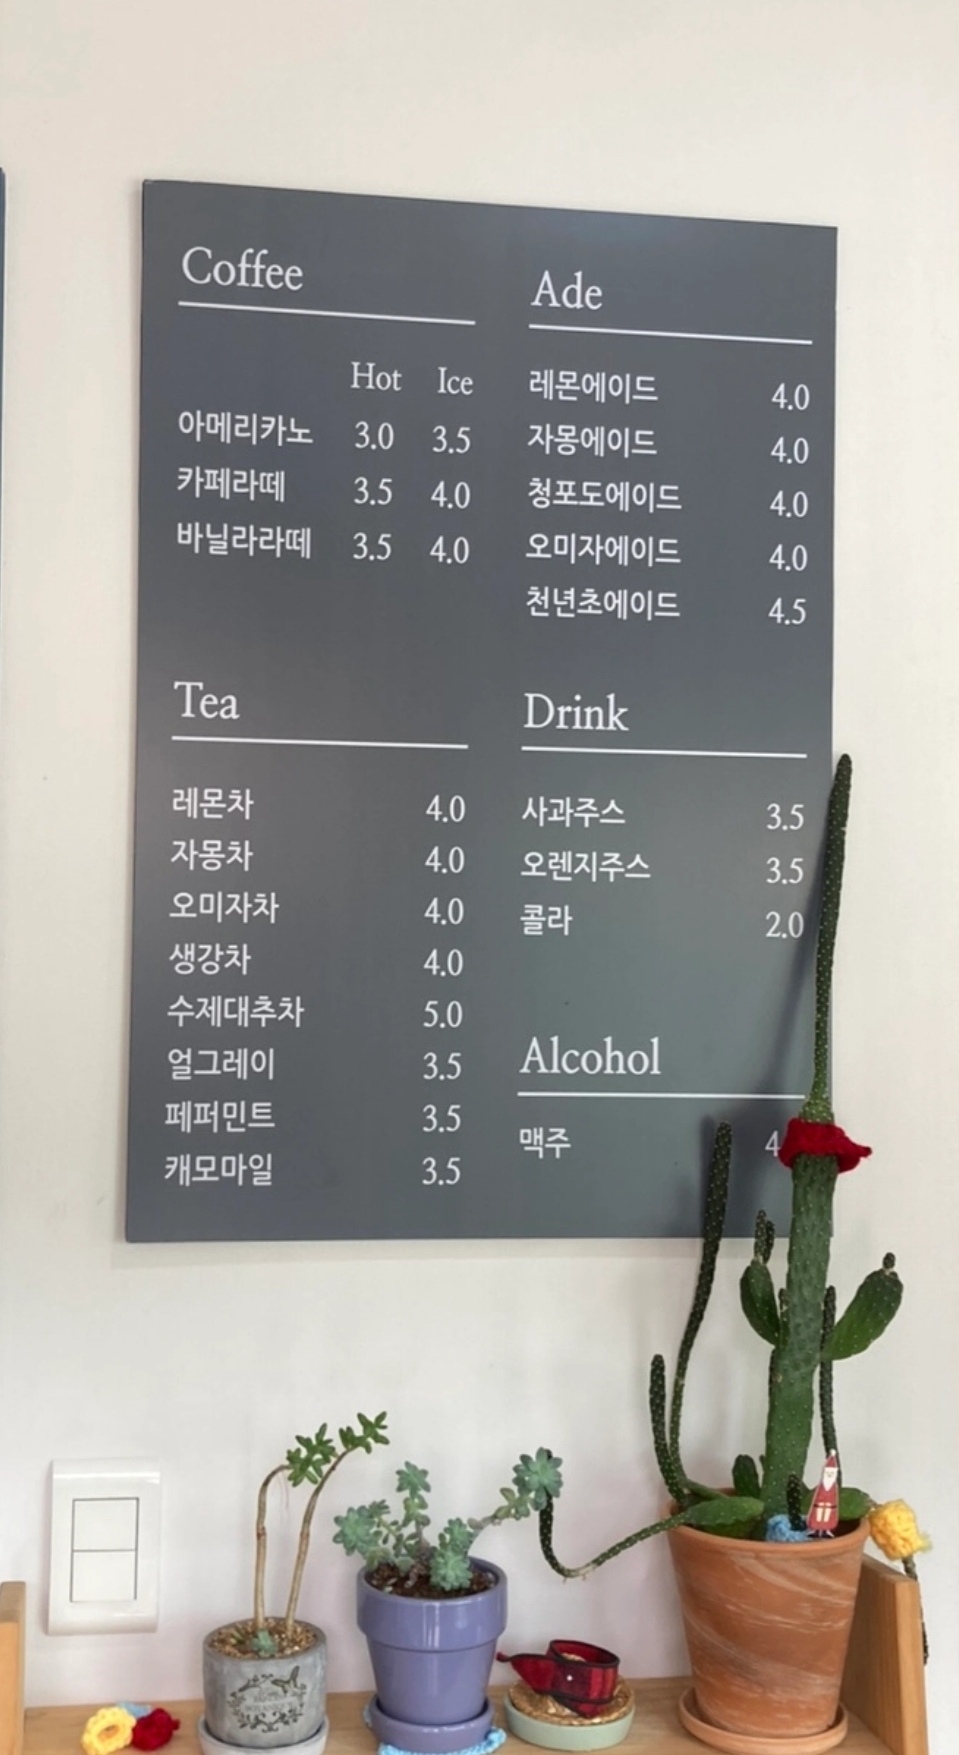 Coffee
Hot Ice
아메리카노 3.0 3.5
카페라떼 3.5 4.0
바닐라라떼 3.5 4.0
Tea
레몬차 4.0
자몽차 4.0
오미자차 4.0
생강차 4.0
수제대추차 5.0
얼그레이 3.5
페퍼민트 3.5
캐모마일 3.5
Ade
레몬에이드 4.0
자몽에이드 4.0
청포도에이드 4.0
오미자에이드 4.0
천년초에이드 4.5
Drink
사과주스 3.5
오렌지주스 3.5
콜라 2.0
Alcohol
맥주